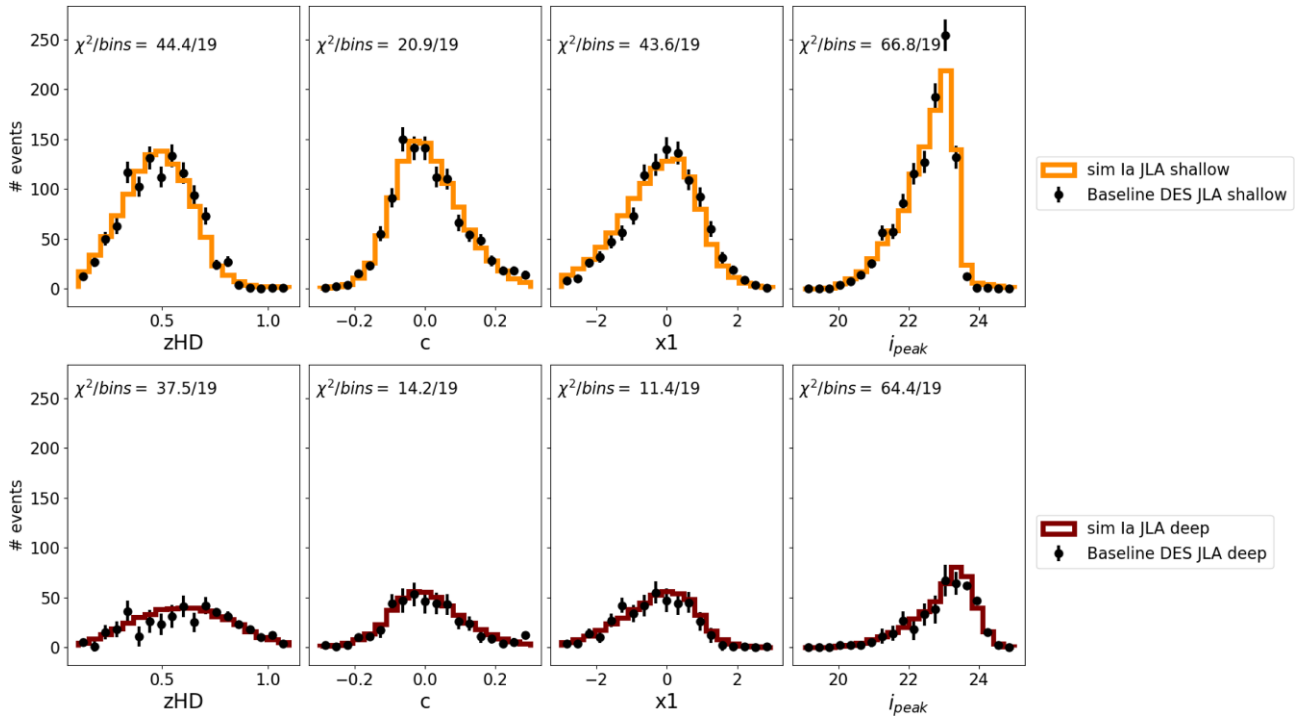 χ²/bins = 44.4/19
χ²/bins = 20.9/19
χ²/bins = 43.6/19
χ²/bins = 66.8/19
250
200
150
100
50
0
# events
0.5 1.0
−0.2 0.0 0.2
−2 0 2
20 22 24
zHD
c
x1
i_peak
sim Ia JLA shallow
Baseline DES JLA shallow
χ²/bins = 37.5/19
χ²/bins = 14.2/19
χ²/bins = 11.4/19
χ²/bins = 64.4/19
250
200
150
100
50
0
# events
0.5 1.0
−0.2 0.0 0.2
−2 0 2
20 22 24
zHD
c
x1
i_peak
sim Ia JLA deep
Baseline DES JLA deep